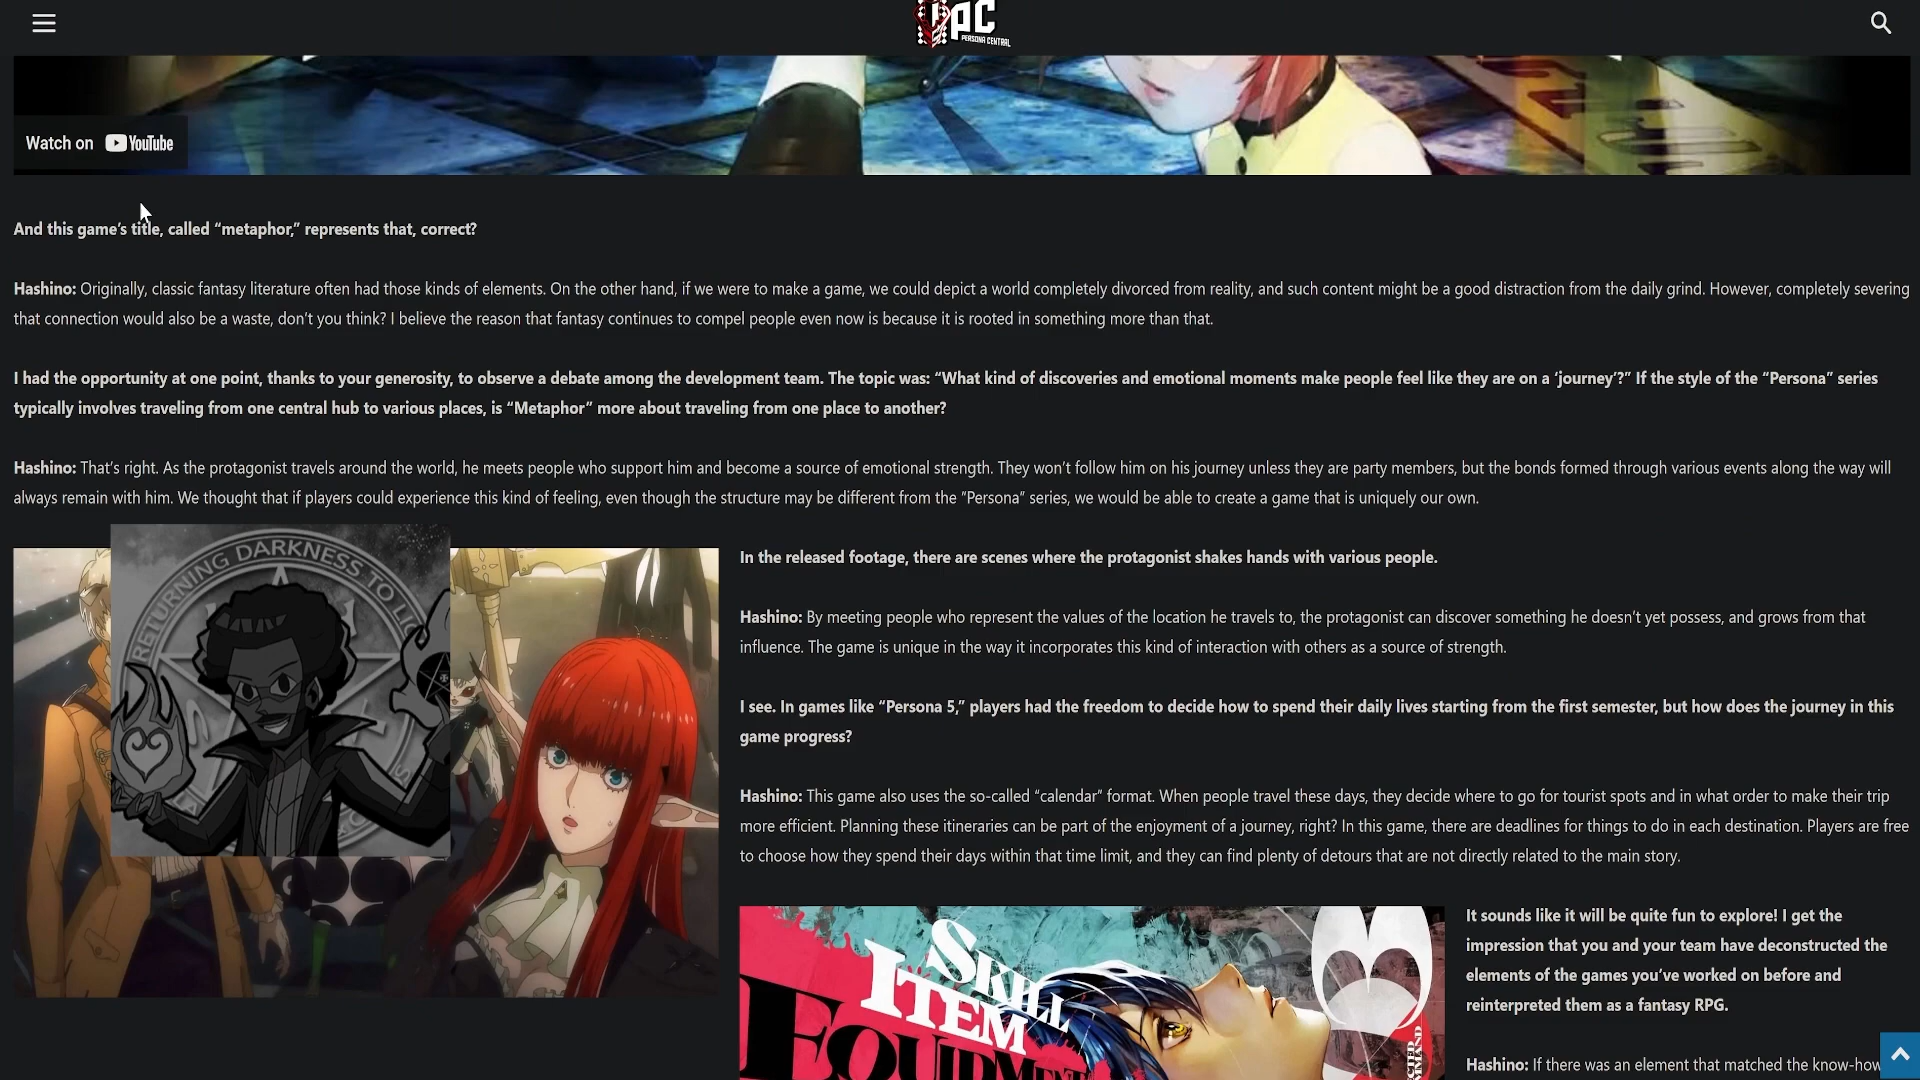 PC
PERSONA CENTRAL
Watch on YouTube
And this game's title, called “metaphor,” represents that, correct?
Hashino: Originally, classic fantasy literature often had those kinds of elements. On the other hand, if we were to make a game, we could depict a world completely divorced from reality, and such content might be a good distraction from the daily grind. However, completely severing
that connection would also be a waste, don't you think? I believe the reason that fantasy continues to compel people even now is because it is rooted in something more than that.
I had the opportunity at one point, thanks to your generosity, to observe a debate among the development team. The topic was: “What kind of discoveries and emotional moments make people feel like they are on a ‘journey’?” If the style of the “Persona” series
typically involves traveling from one central hub to various places, is “Metaphor” more about traveling from one place to another?
Hashino: That's right. As the protagonist travels around the world, he meets people who support him and become a source of emotional strength. They won't follow him on his journey unless they are party members, but the bonds formed through various events along the way will
always remain with him. We thought that if players could experience this kind of feeling, even though the structure may be different from the “Persona” series, we would be able to create a game that is uniquely our own.
RETURNING DARKNESS TO LIG
In the released footage, there are scenes where the protagonist shakes hands with various people.
Hashino: By meeting people who represent the values of the location he travels to, the protagonist can discover something he doesn't yet possess, and grows from that
influence. The game is unique in the way it incorporates this kind of interaction with others as a source of strength.
I see. In games like “Persona 5,” players had the freedom to decide how to spend their daily lives starting from the first semester, but how does the journey in this
game progress?
Hashino: This game also uses the so-called “calendar” format. When people travel these days, they decide where to go for tourist spots and in what order to make their trip
more efficient. Planning these itineraries can be part of the enjoyment of a journey, right? In this game, there are deadlines for things to do in each destination. Players are free
to choose how they spend their days within that time limit, and they can find plenty of detours that are not directly related to the main story.
SKILL
ITEM
EQUIPMENT
It sounds like it will be quite fun to explore! I get the
impression that you and your team have deconstructed the
elements of the games you've worked on before and
reinterpreted them as a fantasy RPG.
Hashino: If there was an element that matched the know-how